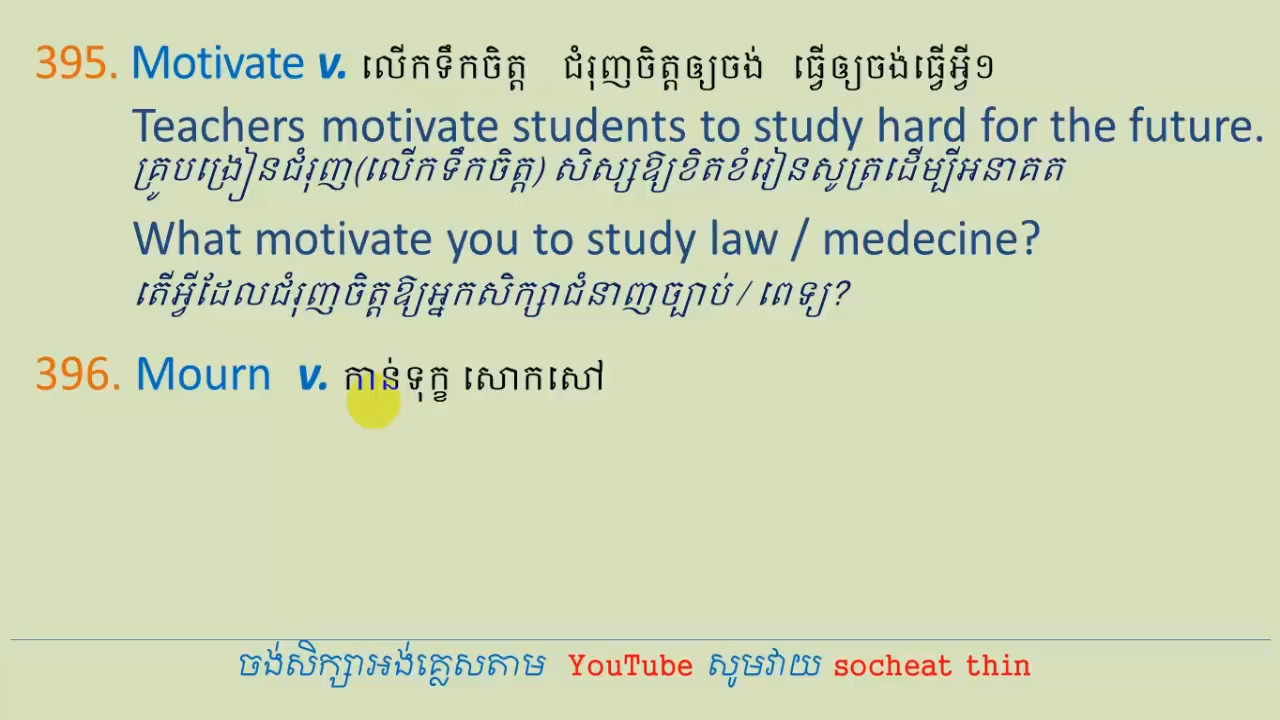 395. Motivate v. លើកទឹកចិត្ត ជំរុញចិត្តឲ្យចង់ ធ្វើឲ្យចង់ធ្វើអ្វី១
Teachers motivate students to study hard for the future.
គ្រូបង្រៀនជំរុញ(លើកទឹកចិត្ត) សិស្សឱ្យខិតខំរៀនសូត្រដើម្បីអនាគត
What motivate you to study law / medecine?
តើអ្វីដែលជំរុញចិត្តឱ្យអ្នកសិក្សាជំនាញច្បាប់ / ពេទ្យ?
396. Mourn v. កាន់ទុក្ខ សោកសៅ
ចង់សិក្សាអង់គ្លេសតាម YouTube សូមវាយ socheat thin